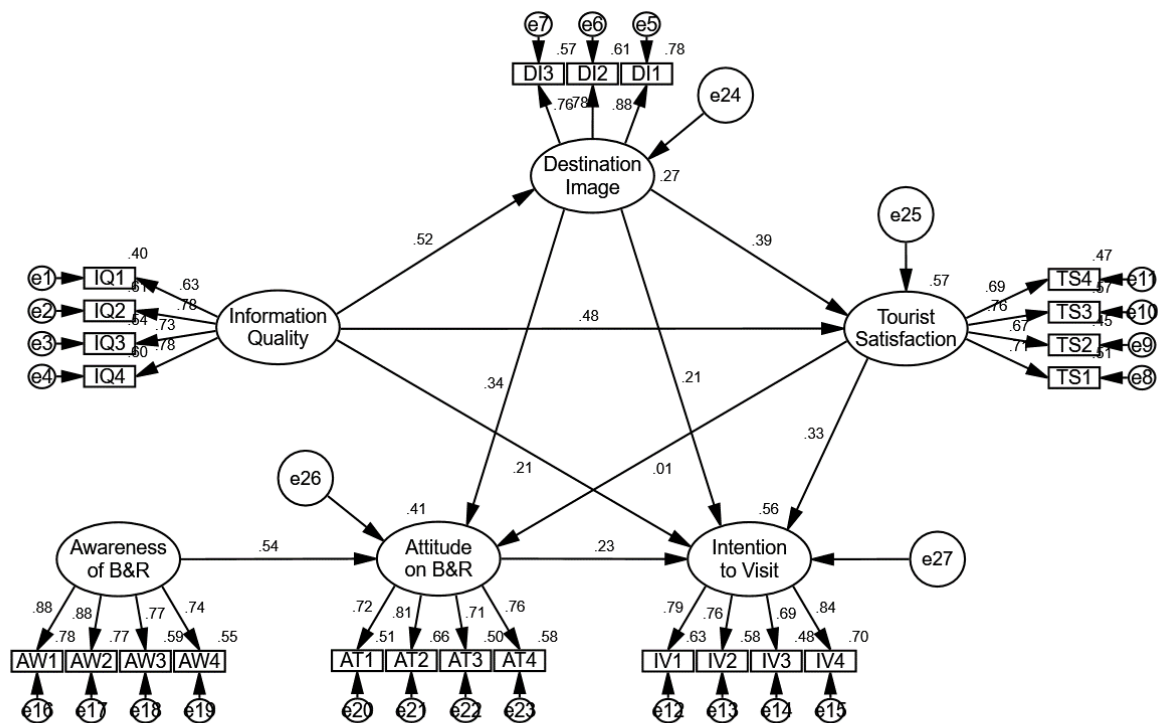 e7 e6 e5
.57 .61 .78
DI3 DI2 DI1
.76 .78 .88
e24
Destination
Image
.27
e25
.52
.39
.40
.47
e1 IQ1
.63
.61
e2 IQ2
.78
.54
e3 IQ3
.73
.60
e4 IQ4
.78
Information
Quality
.48
.57
Tourist
Satisfaction
.69
TS4 e11
.57
.76
TS3 e10
.45
.67
TS2 e9
.51
.71
TS1 e8
.34
.21
.33
.21
.01
e26
.41
.56
Awareness
of B&R
.54
Attitude
on B&R
.23
Intention
to Visit
e27
.88 .88 .77 .74
.72 .81 .71 .76
.79 .76 .69 .84
.78 .77 .59 .55
.51 .66 .50 .58
.63 .58 .48 .70
AW1 AW2 AW3 AW4
AT1 AT2 AT3 AT4
IV1 IV2 IV3 IV4
e16 e17 e18 e19
e20 e21 e22 e23
e12 e13 e14 e15